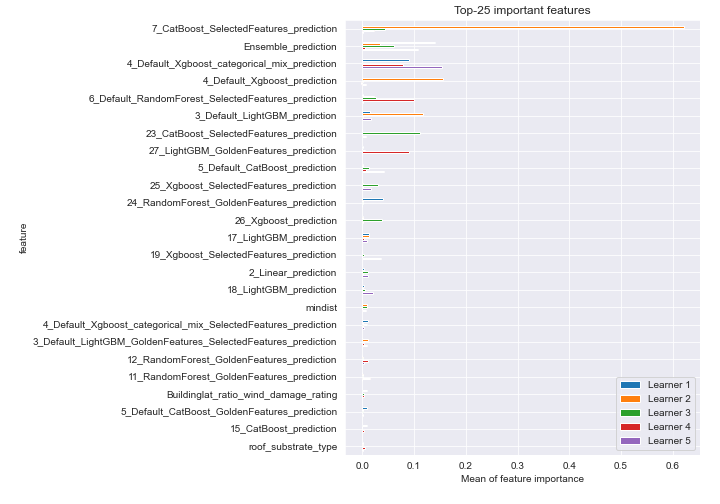 Top-25 important features
7_CatBoost_SelectedFeatures_prediction
Ensemble_prediction
4_Default_Xgboost_categorical_mix_prediction
4_Default_Xgboost_prediction
6_Default_RandomForest_SelectedFeatures_prediction
3_Default_LightGBM_prediction
23_CatBoost_SelectedFeatures_prediction
27_LightGBM_GoldenFeatures_prediction
5_Default_CatBoost_prediction
25_Xgboost_SelectedFeatures_prediction
24_RandomForest_GoldenFeatures_prediction
26_Xgboost_prediction
17_LightGBM_prediction
19_Xgboost_SelectedFeatures_prediction
2_Linear_prediction
18_LightGBM_prediction
mindist
4_Default_Xgboost_categorical_mix_SelectedFeatures_prediction
3_Default_LightGBM_GoldenFeatures_SelectedFeatures_prediction
12_RandomForest_GoldenFeatures_prediction
11_RandomForest_GoldenFeatures_prediction
Buildinglat_ratio_wind_damage_rating
5_Default_CatBoost_GoldenFeatures_prediction
15_CatBoost_prediction
roof_substrate_type
feature
Learner 1
Learner 2
Learner 3
Learner 4
Learner 5
0.0 0.1 0.2 0.3 0.4 0.5 0.6
Mean of feature importance